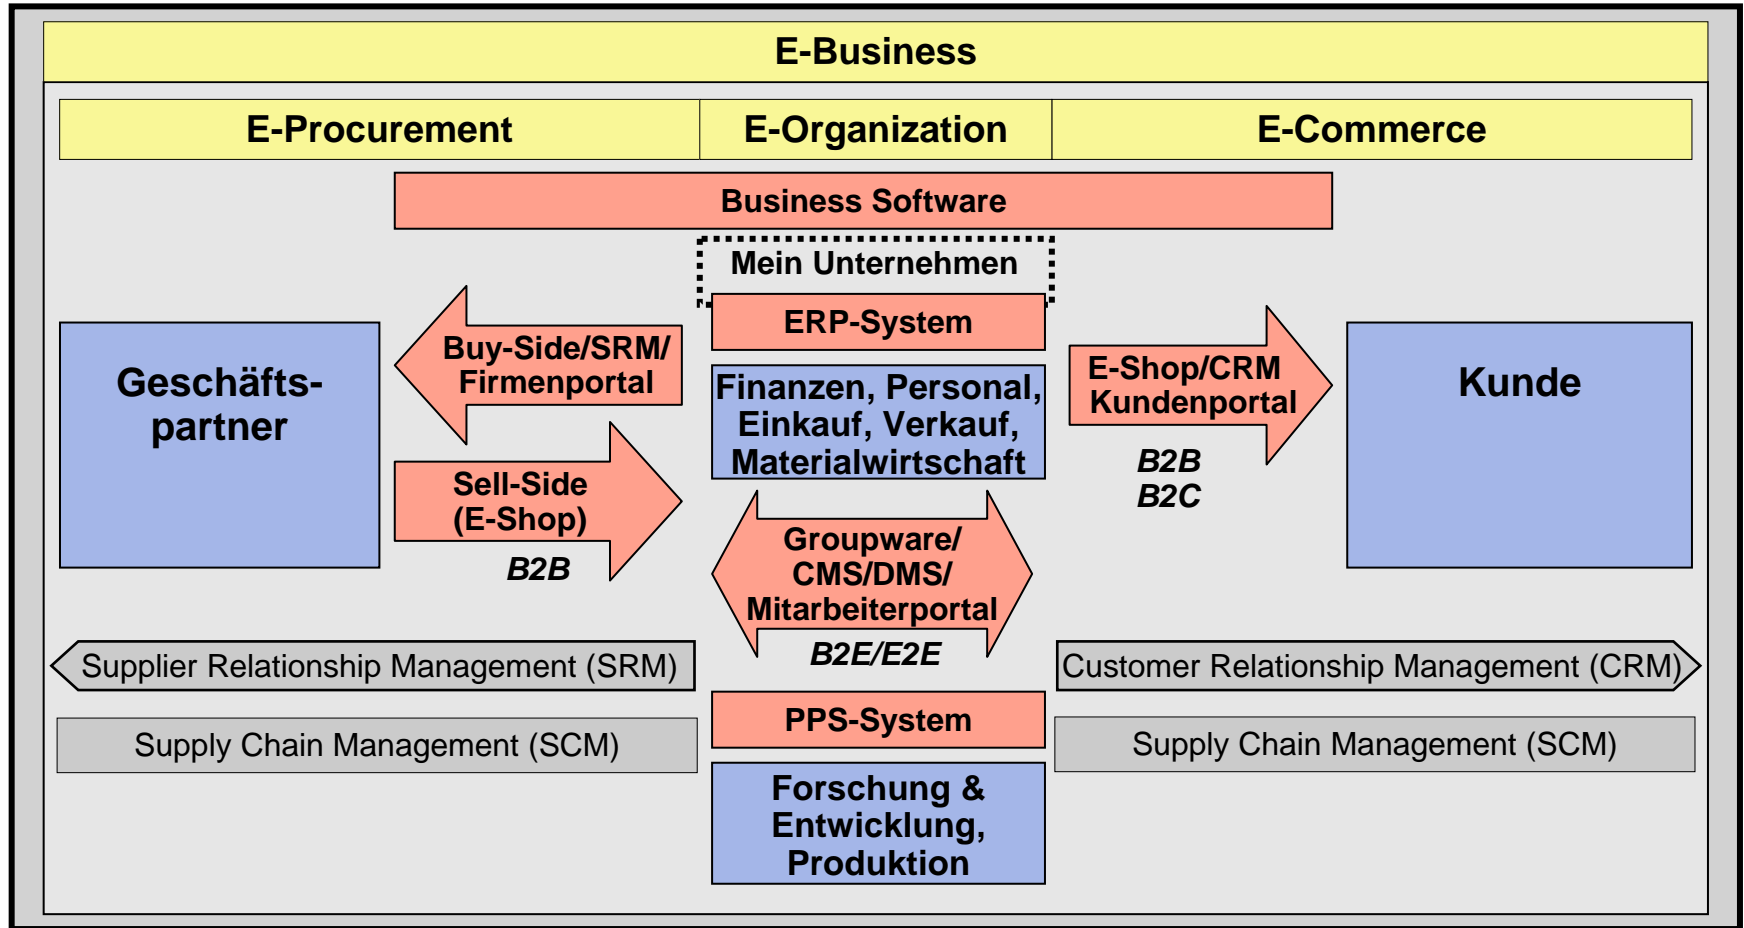 E-Business
E-Procurement
E-Organization
E-Commerce
Business Software
Mein Unternehmen
ERP-System
Buy-Side/SRM/
Firmenportal
Geschäfts-
partner
Finanzen, Personal,
Einkauf, Verkauf,
Materialwirtschaft
E-Shop/CRM
Kundenportal
Kunde
B2B
B2C
Sell-Side
(E-Shop)
B2B
Groupware/
CMS/DMS/
Mitarbeiterportal
B2E/E2E
Supplier Relationship Management (SRM)
Customer Relationship Management (CRM)
PPS-System
Supply Chain Management (SCM)
Supply Chain Management (SCM)
Forschung &
Entwicklung,
Produktion